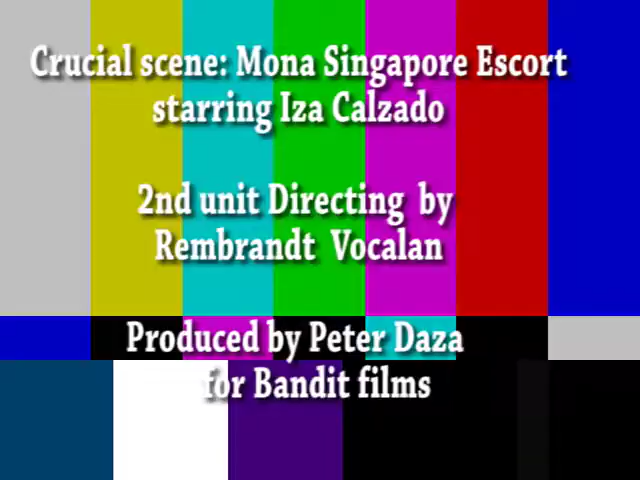 Crucial scene: Mona Singapore Escort
starring Iza Calzado
2nd unit Directing by
Rembrandt Vocalan
Produced by Peter Daza
for Bandit films